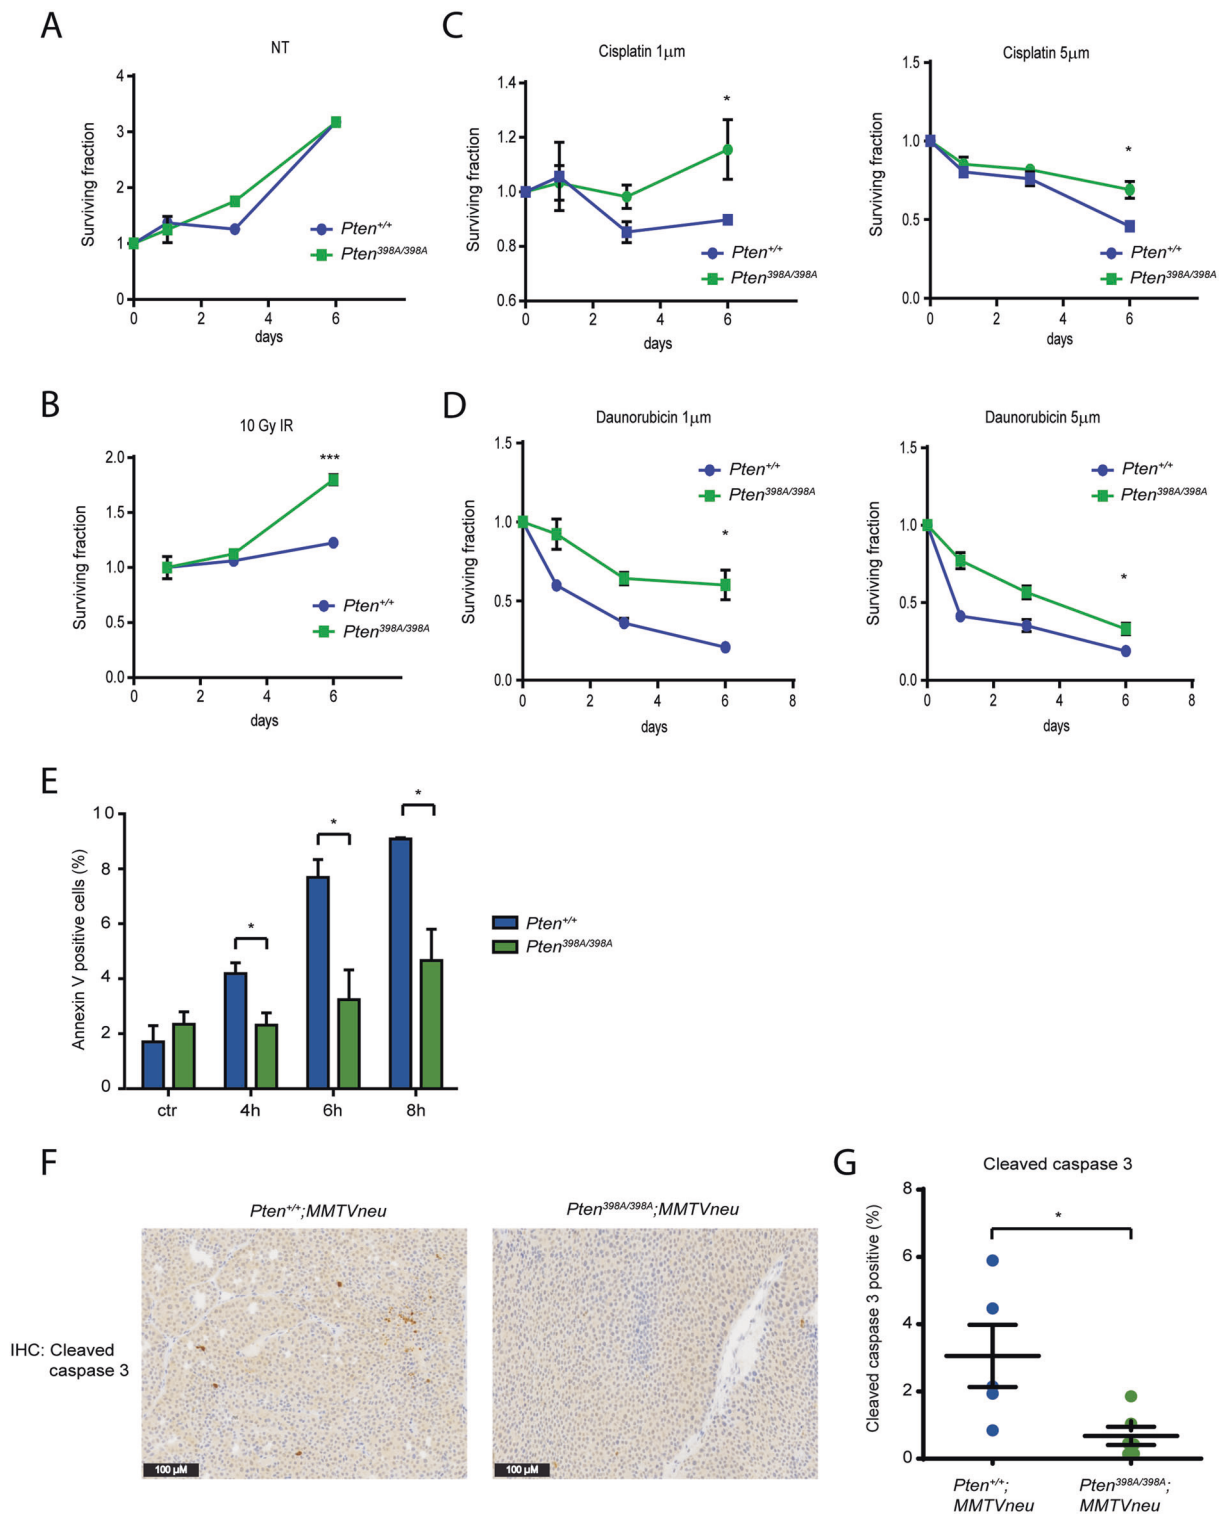 A
NT
Surviving fraction
4
3
2
1
0
0 2 4 6
days
Pten+/+
Pten398A/398A
C
Cisplatin 1μm
Surviving fraction
1.4
1.2
1.0
0.8
0.6
0 2 4 6
days
*
Pten+/+
Pten398A/398A
Cisplatin 5μm
Surviving fraction
1.5
1.0
0.5
0.0
0 2 4 6 8
days
*
Pten+/+
Pten398A/398A
B
10 Gy IR
Surviving fraction
2.0
1.5
1.0
0.5
0.0
0 2 4 6
days
***
Pten+/+
Pten398A/398A
D
Daunorubicin 1μm
Surviving fraction
1.5
1.0
0.5
0.0
0 2 4 6 8
days
*
Pten+/+
Pten398A/398A
Daunorubicin 5μm
Surviving fraction
1.5
1.0
0.5
0.0
0 2 4 6 8
days
*
Pten+/+
Pten398A/398A
E
Annexin V positive cells (%)
10
8
6
4
2
0
* * *
ctr 4h 6h 8h
Pten+/+
Pten398A/398A
F
Pten+/+;MMTVneu
Pten398A/398A;MMTVneu
IHC: Cleaved
caspase 3
100 μM
100 μM
G
Cleaved caspase 3
Cleaved caspase 3 positive (%)
8
6
4
2
0
*
Pten+/+;
MMTVneu
Pten398A/398A;
MMTVneu